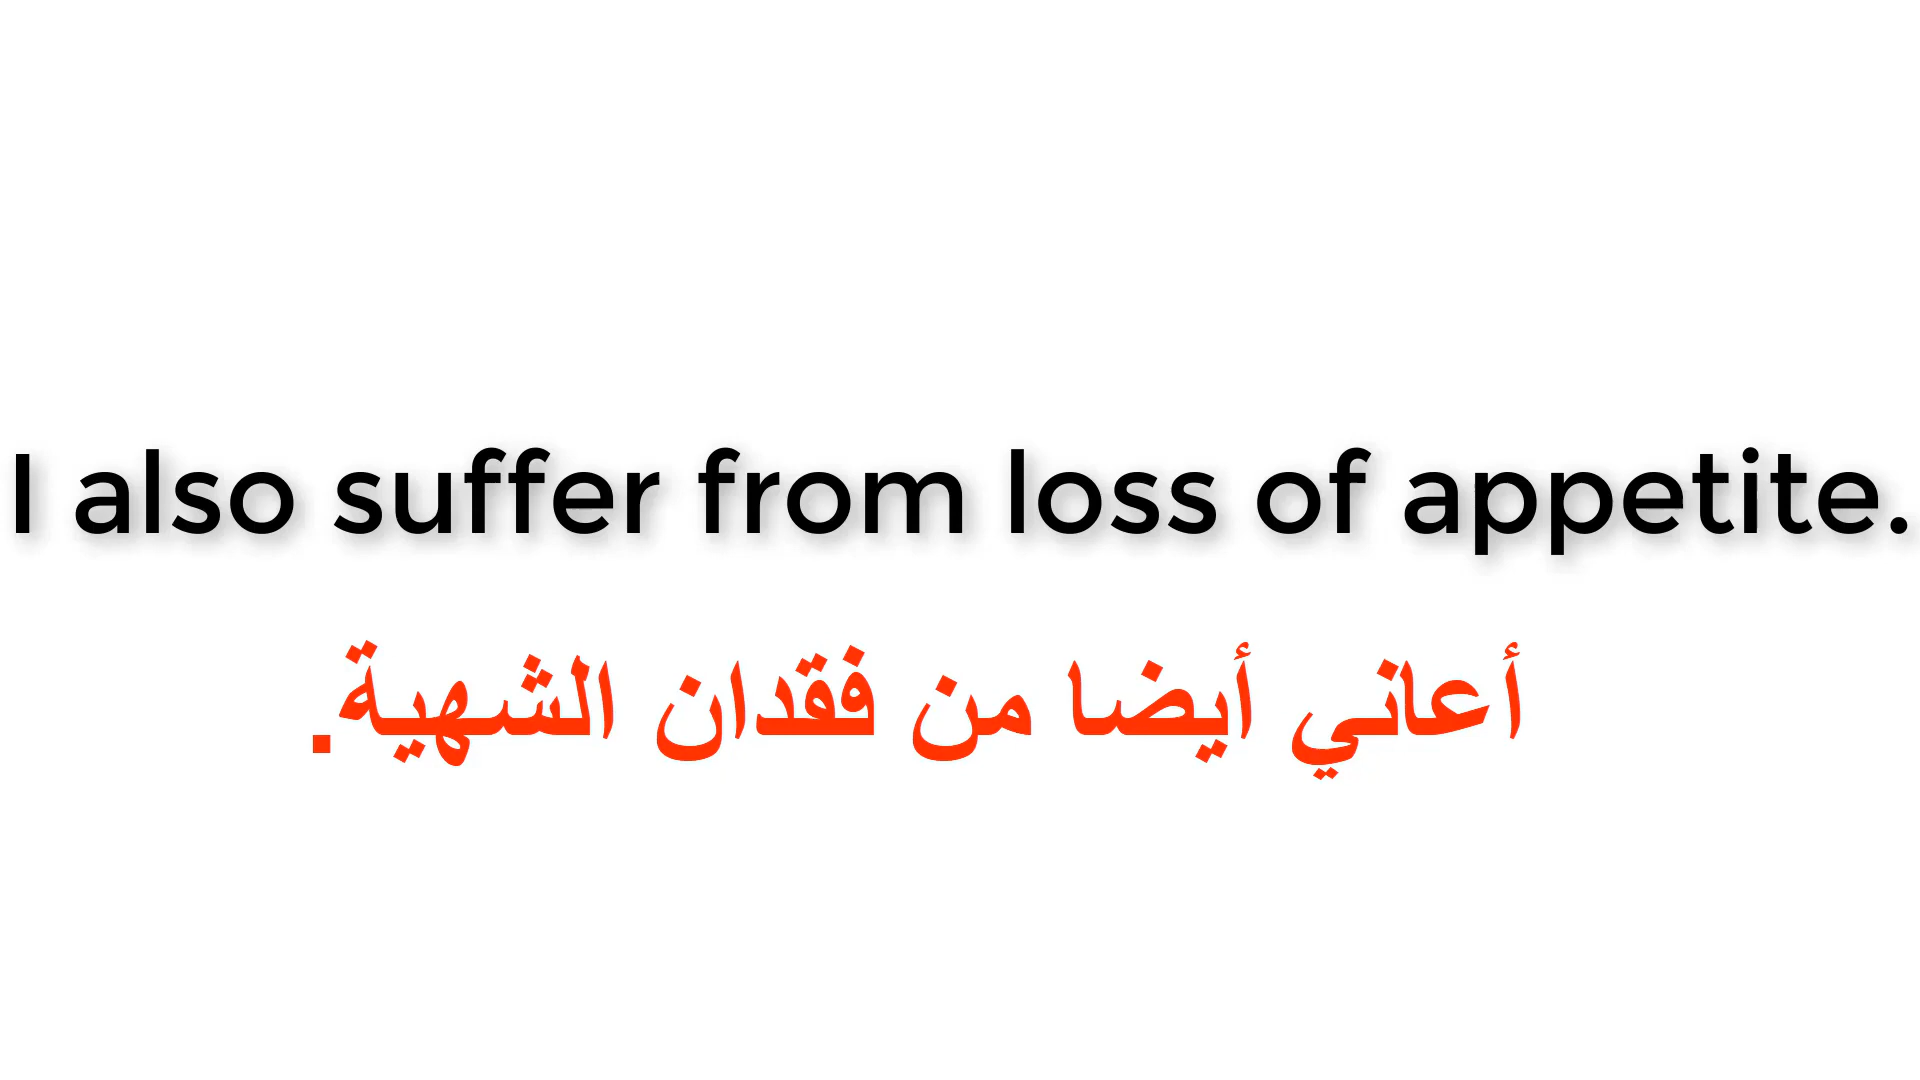 I also suffer from loss of appetite.
أعاني أيضا من فقدان الشهية.